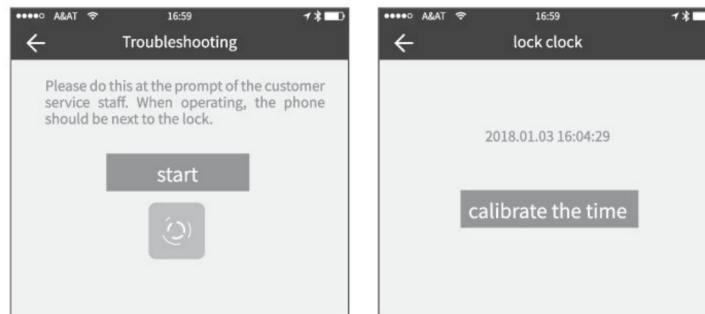 A&AT 16:59
Troubleshooting
Please do this at the prompt of the customer
service staff. When operating, the phone
should be next to the lock.
start
A&AT 16:59
lock clock
2018.01.03 16:04:29
calibrate the time